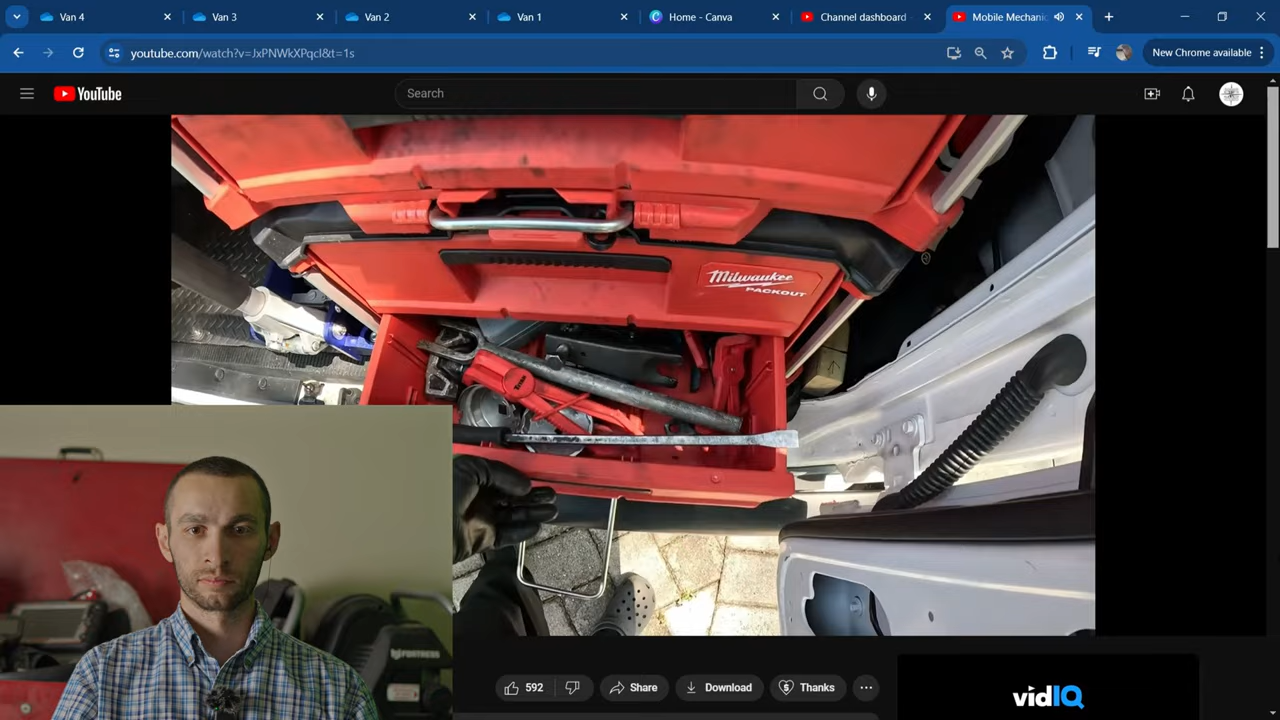 Van 4
Van 3
Van 2
Van 1
Home - Canva
Channel dashboard -
Mobile Mechanic
youtube.com/watch?v=JxPNWkXPqcI&t=1s
New Chrome available
YouTube
Search
Milwaukee
PACKOUT
FORTRESS
592
Share
Download
Thanks
vidIQ